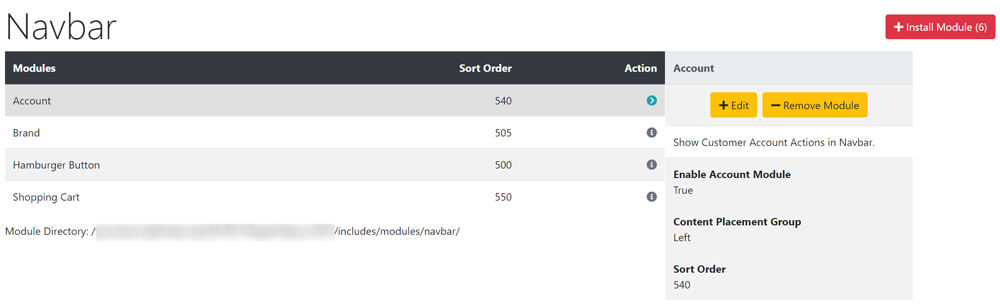 Navbar
Install Module (6)
Modules Sort Order Action
Account 540
Brand 505
Hamburger Button 500
Shopping Cart 550
Module Directory: / /includes/modules/navbar/
Account
Edit Remove Module
Show Customer Account Actions in Navbar.
Enable Account Module
True
Content Placement Group
Left
Sort Order
540